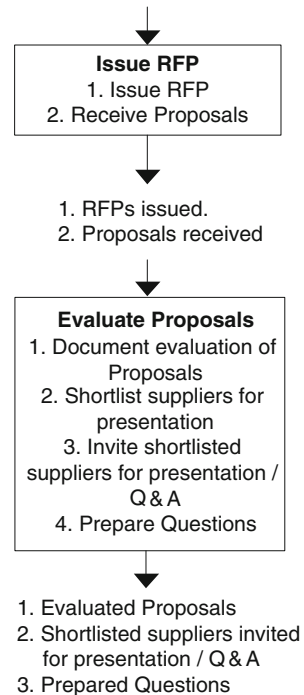 Issue RFP
1. Issue RFP
2. Receive Proposals
1. RFPs issued.
2. Proposals received
Evaluate Proposals
1. Document evaluation of
Proposals
2. Shortlist suppliers for
presentation
3. Invite shortlisted
suppliers for presentation /
Q & A
4. Prepare Questions
1. Evaluated Proposals
2. Shortlisted suppliers invited
for presentation / Q & A
3. Prepared Questions